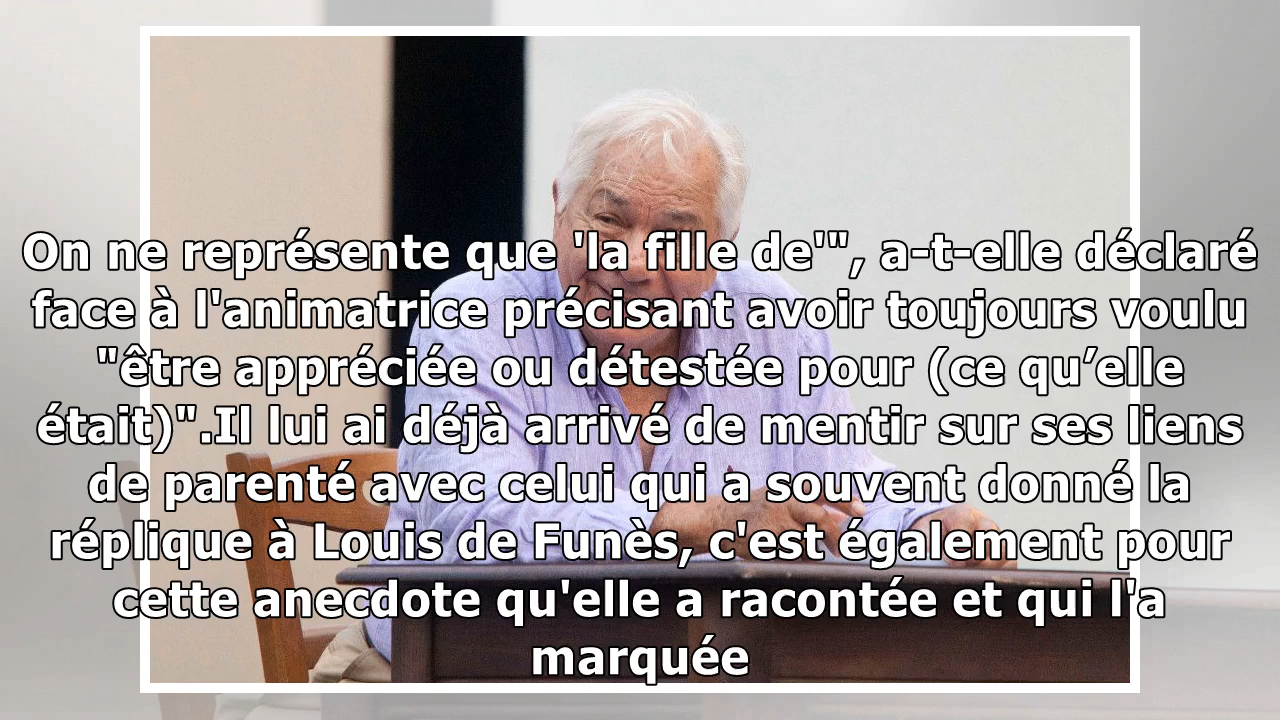 On ne représente que 'la fille de'", a-t-elle déclaré
face à l'animatrice précisant avoir toujours voulu
"être appréciée ou détestée pour (ce qu’elle
était)".Il lui ai déjà arrivé de mentir sur ses liens
de parenté avec celui qui a souvent donné la
réplique à Louis de Funès, c'est également pour
cette anecdote qu'elle a racontée et qui l'a
marquée